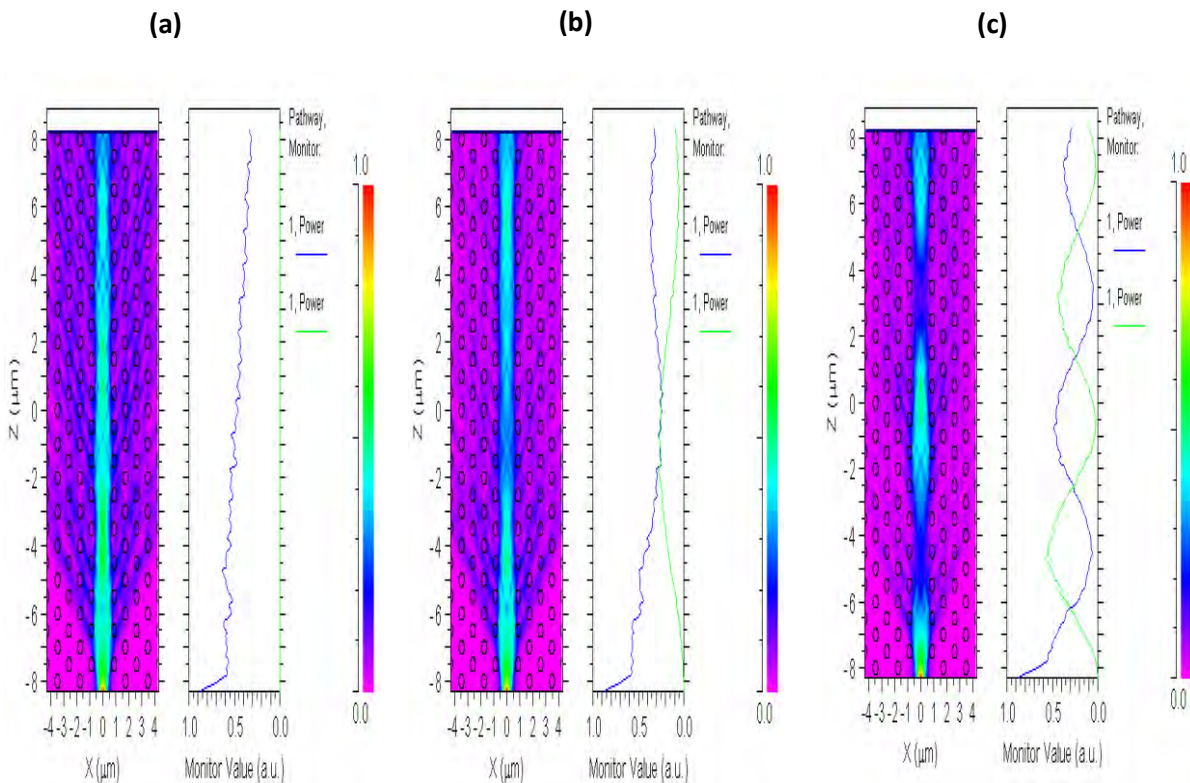 (a)
(b)
(c)
Pathway,
Monitor:
1.0
1, Power
1, Power
8
6
4
2
0
-2
-4
-6
-8
Z (μm)
-4 -3 -2 -1 0 1 2 3 4
X (μm)
1.0 0.5 0.0
Monitor Value (a.u.)
0.0
Pathway,
Monitor:
1.0
1, Power
1, Power
8
6
4
2
0
-2
-4
-6
-8
Z (μm)
-4 -3 -2 -1 0 1 2 3 4
X (μm)
1.0 0.5 0.0
Monitor Value (a.u.)
0.0
Pathway,
Monitor:
1.0
1, Power
1, Power
8
6
4
2
0
-2
-4
-6
-8
Z (μm)
-4 -3 -2 -1 0 1 2 3 4
X (μm)
1.0 0.5 0.0
Monitor Value (a.u.)
0.0